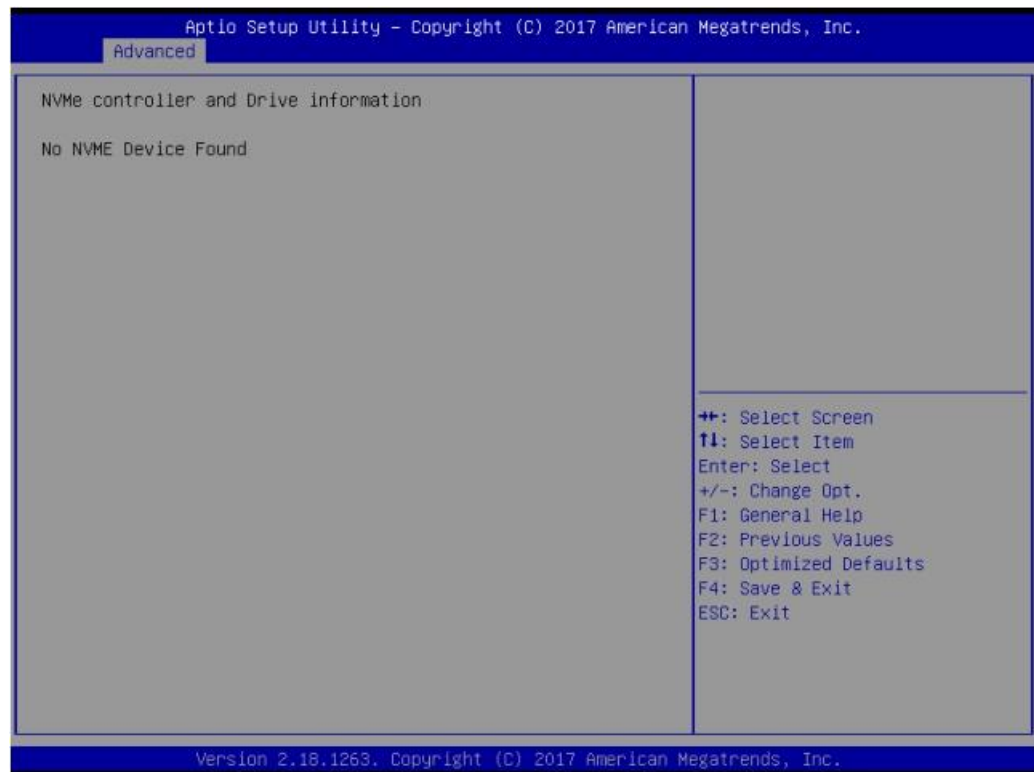 Aptio Setup Utility – Copyright (C) 2017 American Megatrends, Inc.
Advanced
NVMe controller and Drive information
No NVME Device Found
→←: Select Screen
↑↓: Select Item
Enter: Select
+/-: Change Opt.
F1: General Help
F2: Previous Values
F3: Optimized Defaults
F4: Save & Exit
ESC: Exit
Version 2.18.1263. Copyright (C) 2017 American Megatrends, Inc.